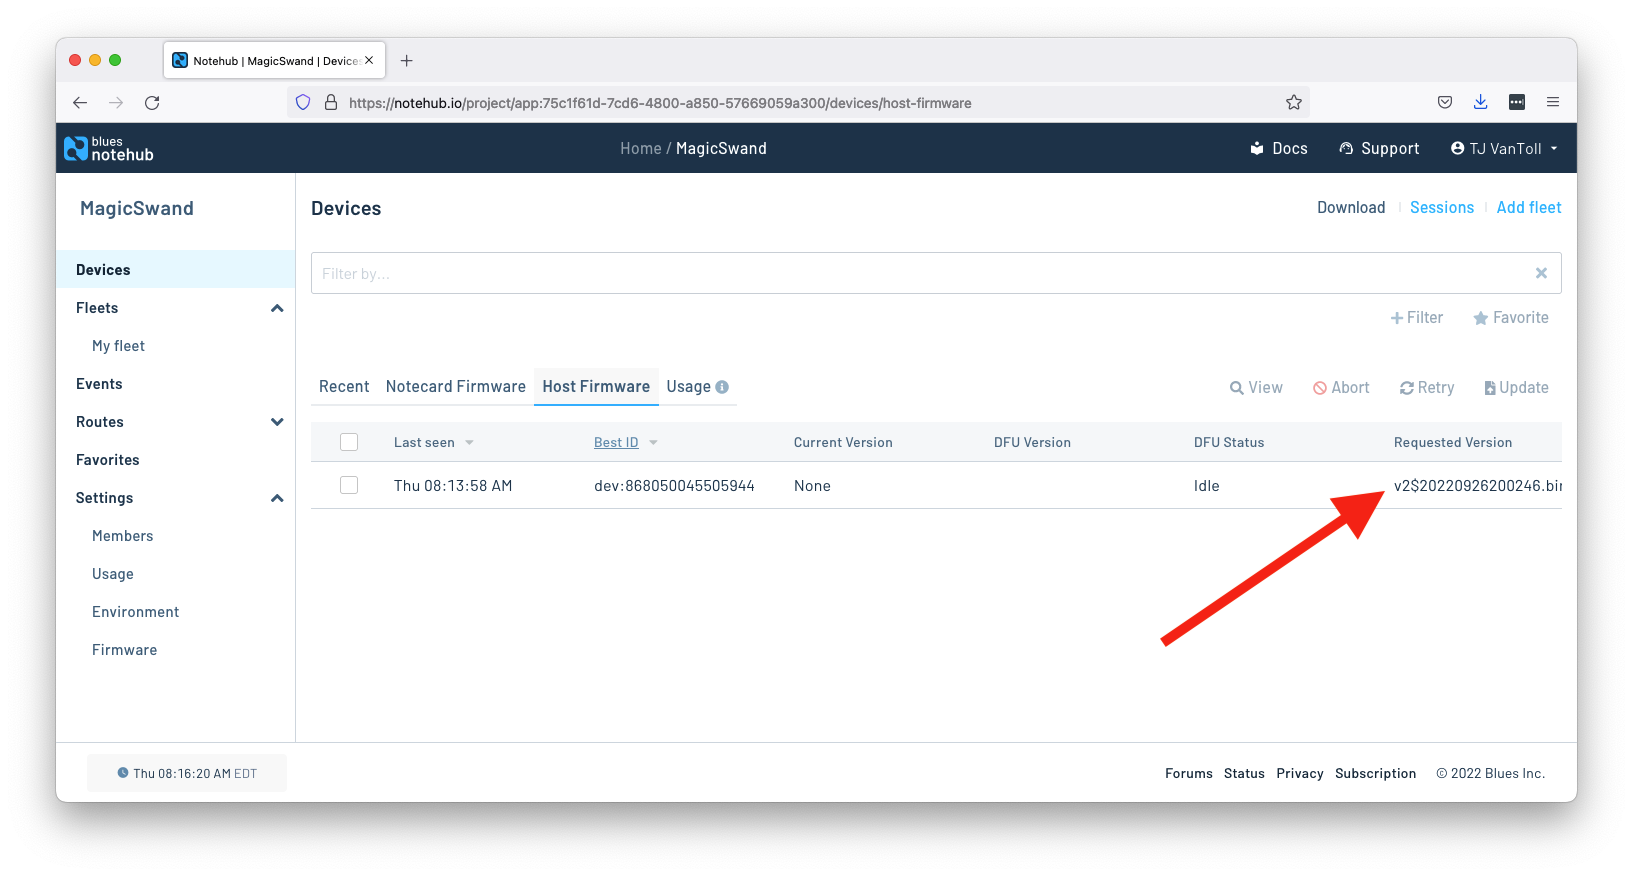 Notehub | MagicSwand | Devices
https://notehub.io/project/app:75c1f61d-7cd6-4800-a850-57669059a300/devices/host-firmware
blues
notehub
Home / MagicSwand
Docs
Support
TJ VanToll
MagicSwand
Devices
Download
Sessions
Add fleet
Devices
Fleets
My fleet
Events
Routes
Favorites
Settings
Members
Usage
Environment
Firmware
Filter by...
Filter
Favorite
Recent
Notecard Firmware
Host Firmware
Usage
View
Abort
Retry
Update
Last seen
Best ID
Current Version
DFU Version
DFU Status
Requested Version
Thu 08:13:58 AM
dev:868050045505944
None
Idle
v2$20220926200246.bin
Thu 08:16:20 AM EDT
Forums
Status
Privacy
Subscription
© 2022 Blues Inc.